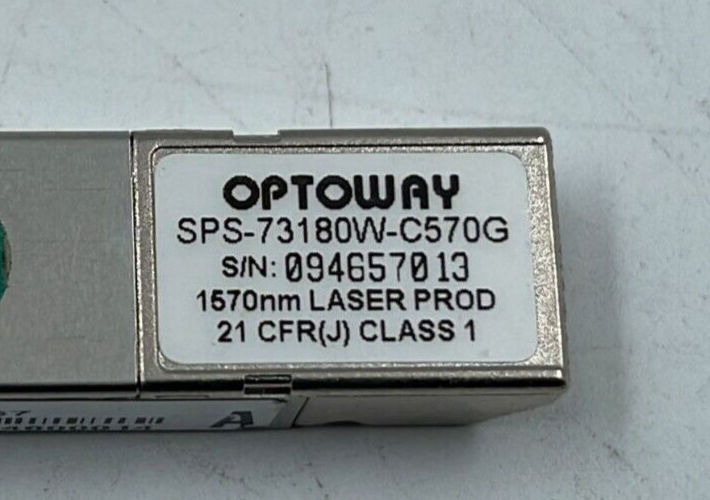 OPTOWAY
SPS-73180W-C570G
S/N: 094657013
1570nm LASER PROD
21 CFR(J) CLASS 1
A